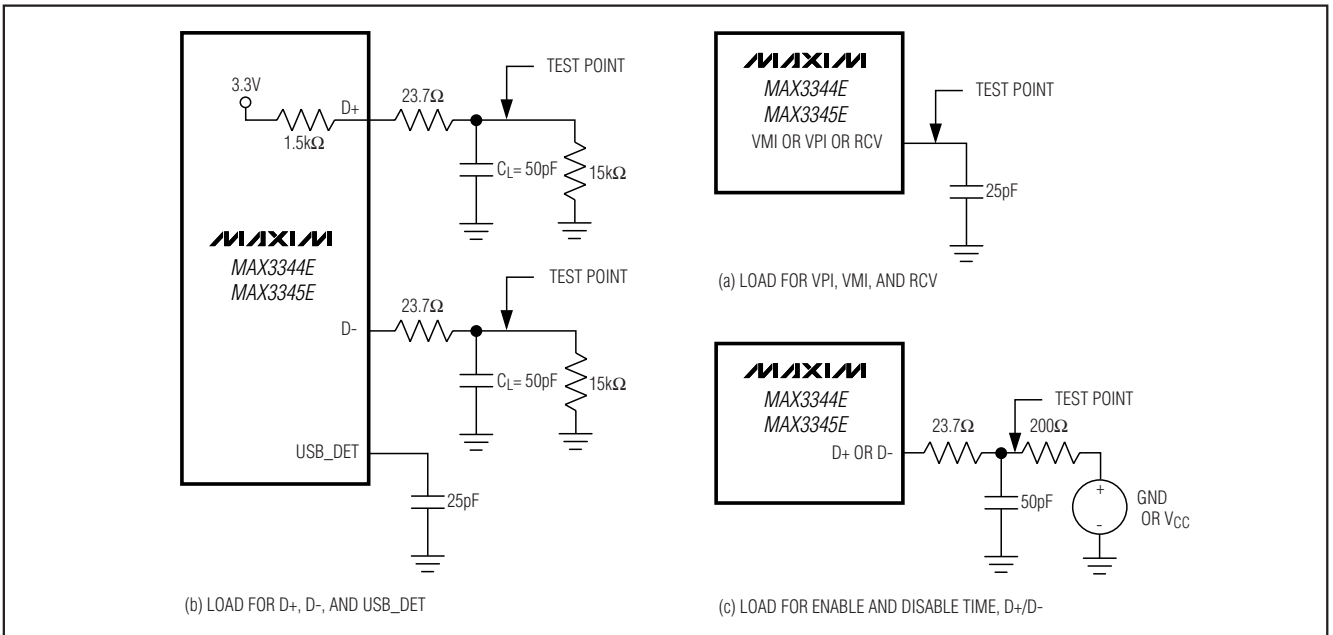 TEST POINT
3.3V
D+
23.7Ω
1.5kΩ
CL= 50pF
15kΩ
MAXIM
MAX3344E
MAX3345E
TEST POINT
23.7Ω
D-
CL= 50pF
15kΩ
USB_DET
25pF
(b) LOAD FOR D+, D-, AND USB_DET
MAXIM
MAX3344E
MAX3345E
VMI OR VPI OR RCV
TEST POINT
25pF
(a) LOAD FOR VPI, VMI, AND RCV
MAXIM
MAX3344E
MAX3345E
D+ OR D-
TEST POINT
23.7Ω
200Ω
50pF
+
-
GND
OR VCC
(c) LOAD FOR ENABLE AND DISABLE TIME, D+/D-